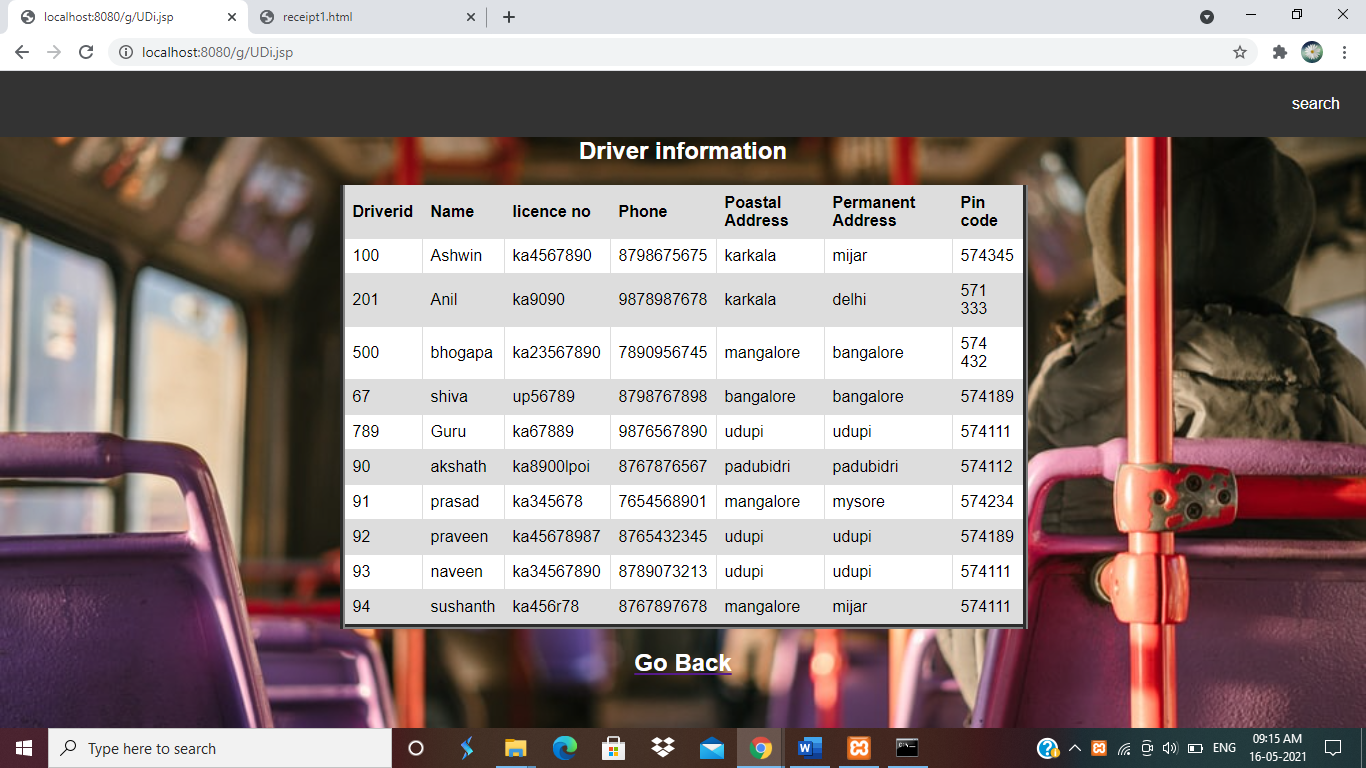 localhost:8080/g/UDi.jsp
receipt1.html
localhost:8080/g/UDi.jsp
search
Driver information
Driverid Name licence no Phone Poastal Address Permanent Address Pin code
100 Ashwin ka4567890 8798675675 karkala mijar 574345
201 Anil ka9090 9878987678 karkala delhi 571 333
500 bhogapa ka23567890 7890956745 mangalore bangalore 574 432
67 shiva up56789 8798767898 bangalore bangalore 574189
789 Guru ka67889 9876567890 udupi udupi 574111
90 akshath ka8900lpoi 8767876567 padubidri padubidri 574112
91 prasad ka345678 7654568901 mangalore mysore 574234
92 praveen ka45678987 8765432345 udupi udupi 574189
93 naveen ka34567890 8789073213 udupi udupi 574111
94 sushanth ka456r78 8767897678 mangalore mijar 574111
Go Back
Type here to search
ENG
09:15 AM
16-05-2021